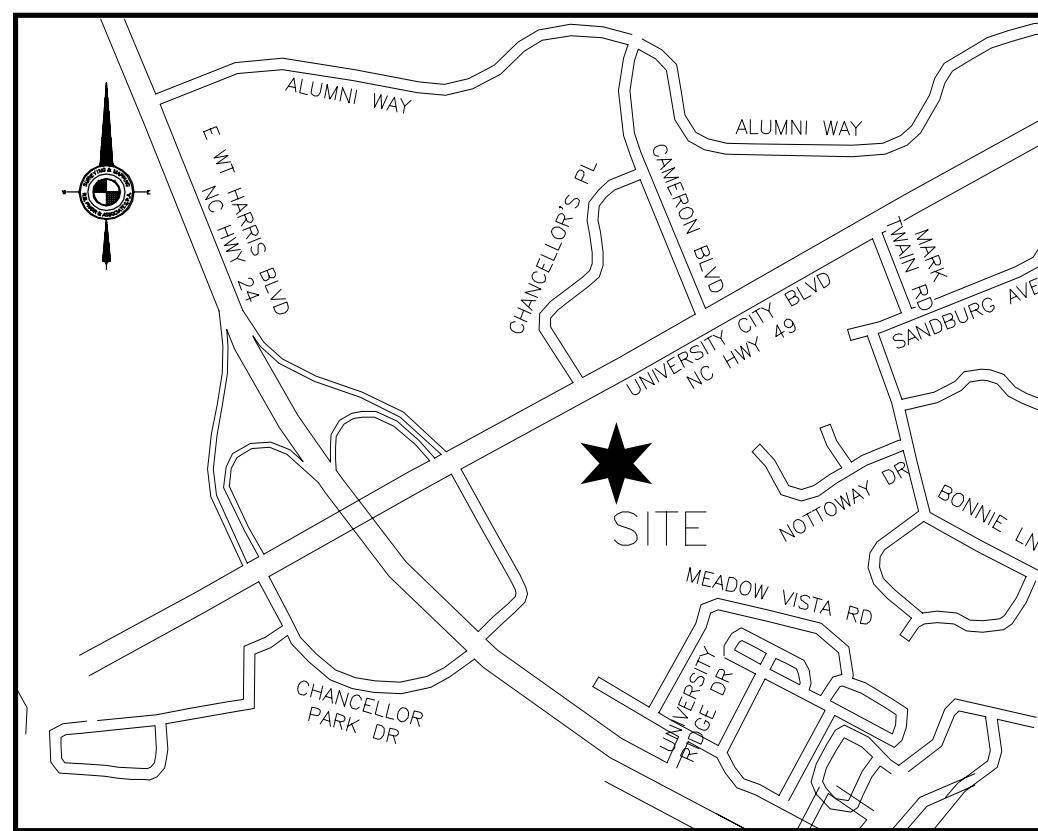 ALUMNI WAY
ALUMNI WAY
E WT HARRIS BLVD
NC HWY 24
CHANCELLOR'S PL
CAMERON BLVD
MARK
TWAIN RD
SANDBURG AVE
UNIVERSITY CITY BLVD
NC HWY 49
SITE
NOTTOWAY DR
BONNIE LN
MEADOW VISTA RD
UNIVERSITY
RIDGE DR
CHANCELLOR
PARK DR